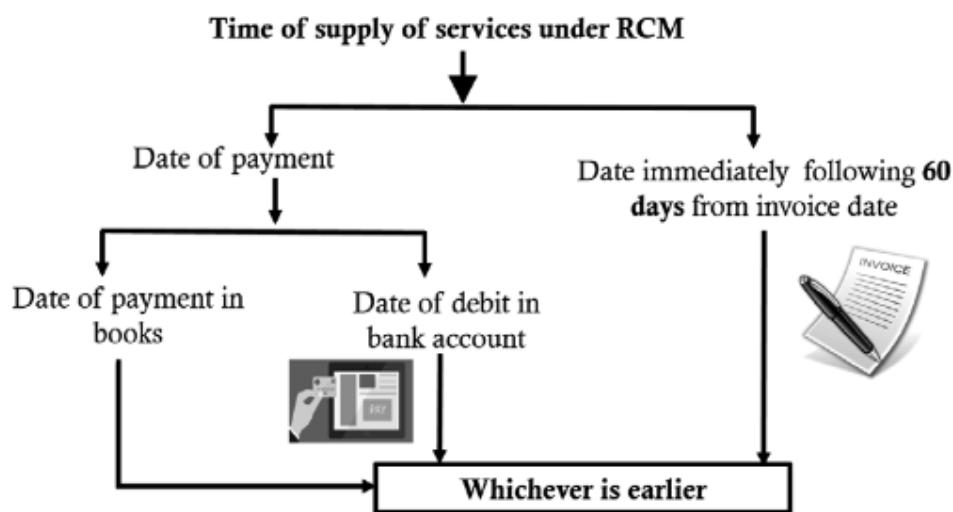 Time of supply of services under RCM
Date of payment
Date immediately following 60
days from invoice date
Date of payment in
books
Date of debit in
bank account
INVOICE
PAY
Whichever is earlier